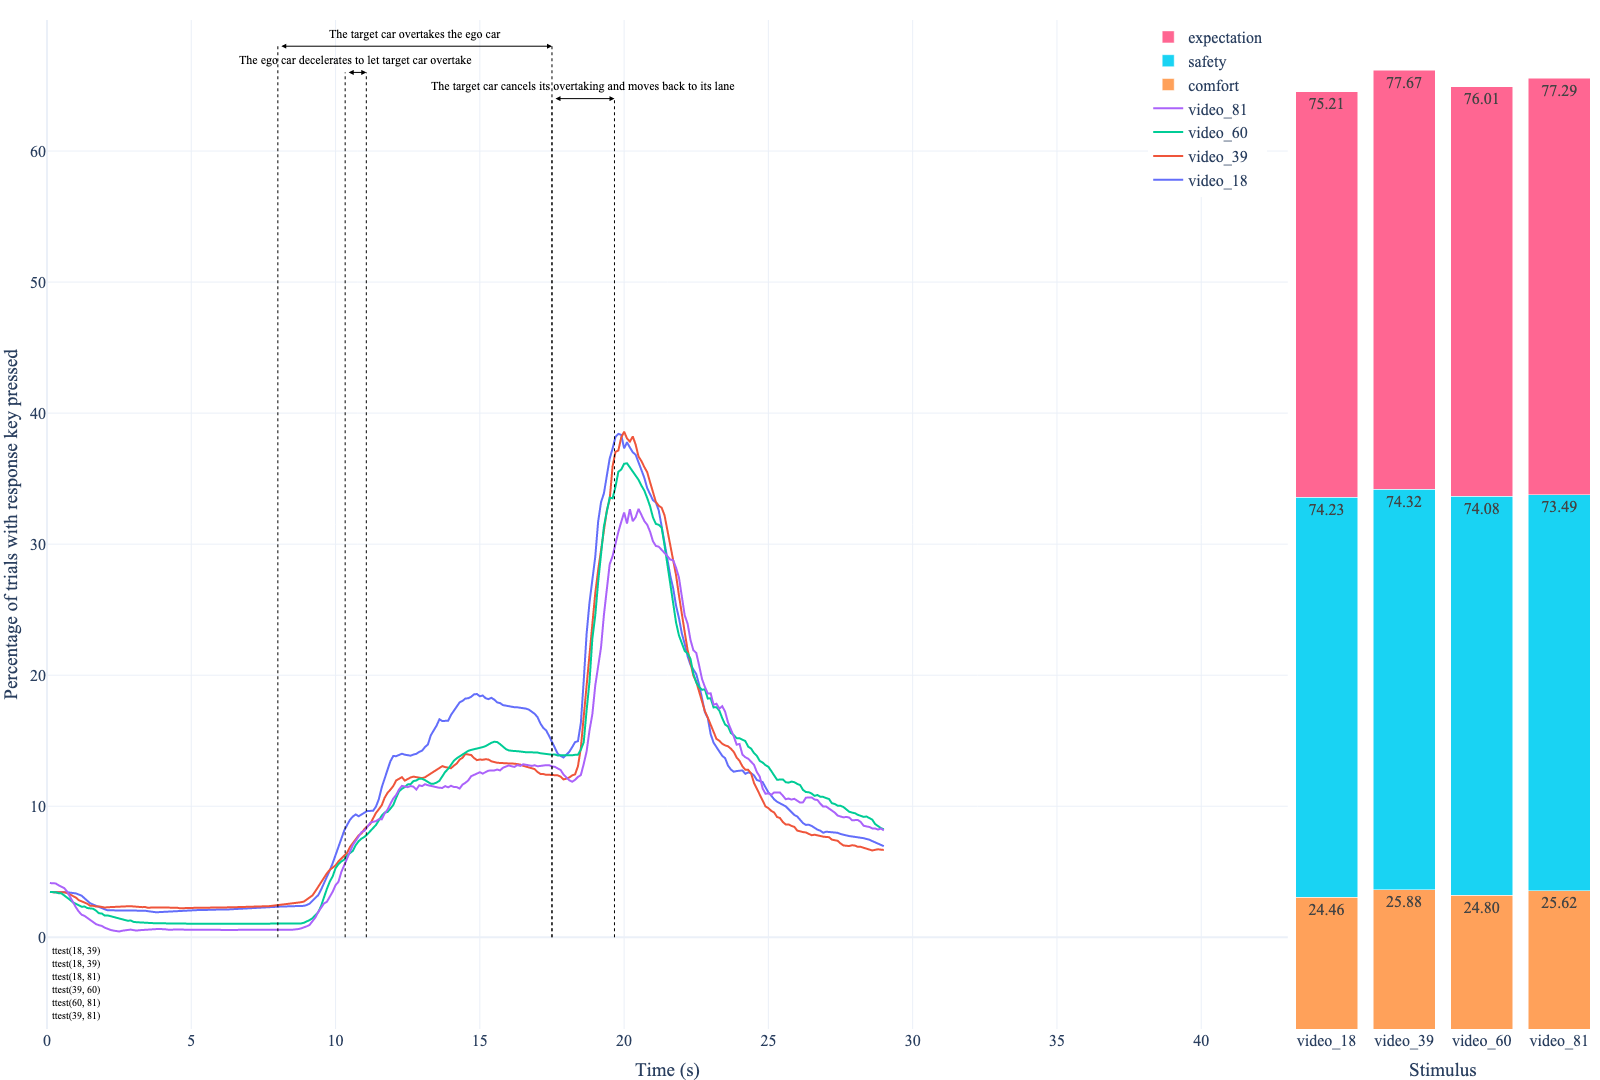 The target car overtakes the ego car
The ego car decelerates to let target car overtake
The target car cancels its overtaking and moves back to its lane
expectation
safety
comfort
video_81
video_60
video_39
video_18
Percentage of trials with response key pressed
60
50
40
30
20
10
0
ttest(18, 39)
ttest(18, 39)
ttest(18, 81)
ttest(39, 60)
ttest(60, 81)
ttest(39, 81)
0 5 10 15 20 25 30 35 40
Time (s)
75.21 77.67 76.01 77.29
74.23 74.32 74.08 73.49
24.46 25.88 24.80 25.62
video_18 video_39 video_60 video_81
Stimulus